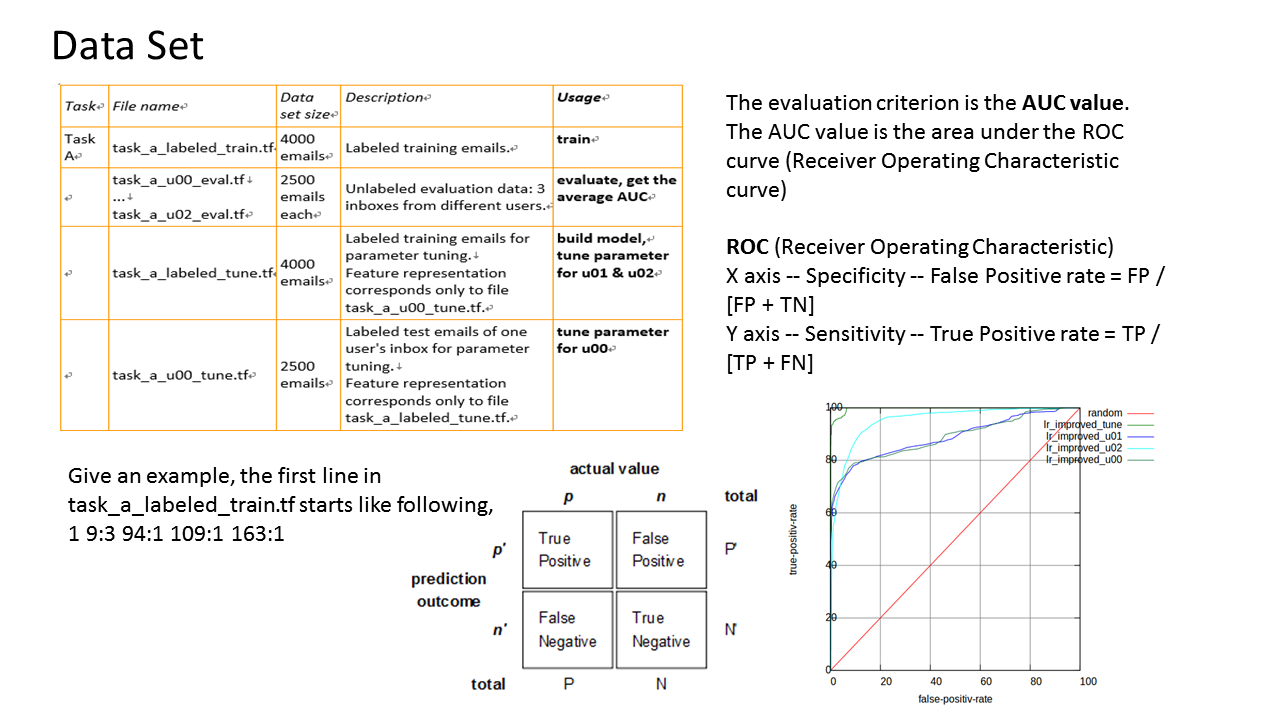 Data Set
Task File name Data set size Description Usage
Task A task_a_labeled_train.tf 4000 emails Labeled training emails. train
task_a_u00_eval.tf
...
task_a_u02_eval.tf
2500 emails each
Unlabeled evaluation data: 3
inboxes from different users.
evaluate, get the
average AUC
task_a_labeled_tune.tf
4000 emails
Labeled training emails for
parameter tuning.
Feature representation
corresponds only to file
task_a_u00_tune.tf.
build model,
tune parameter
for u01 & u02
task_a_u00_tune.tf
2500 emails
Labeled test emails of one
user's inbox for parameter
tuning.
Feature representation
corresponds only to file
task_a_labeled_tune.tf.
tune parameter
for u00
The evaluation criterion is the AUC value.
The AUC value is the area under the ROC
curve (Receiver Operating Characteristic
curve)
ROC (Receiver Operating Characteristic)
X axis -- Specificity -- False Positive rate = FP /
[FP + TN]
Y axis -- Sensitivity -- True Positive rate = TP /
[TP + FN]
Give an example, the first line in
task_a_labeled_train.tf starts like following,
1 9:3 94:1 109:1 163:1
actual value
p n total
p' True Positive False Positive P'
prediction
outcome
n' False Negative True Negative N'
total P N
100
80
60
40
20
0
0 20 40 60 80 100
true-positiv-rate
false-positiv-rate
random
lr_improved_tune
lr_improved_u01
lr_improved_u02
lr_improved_u00